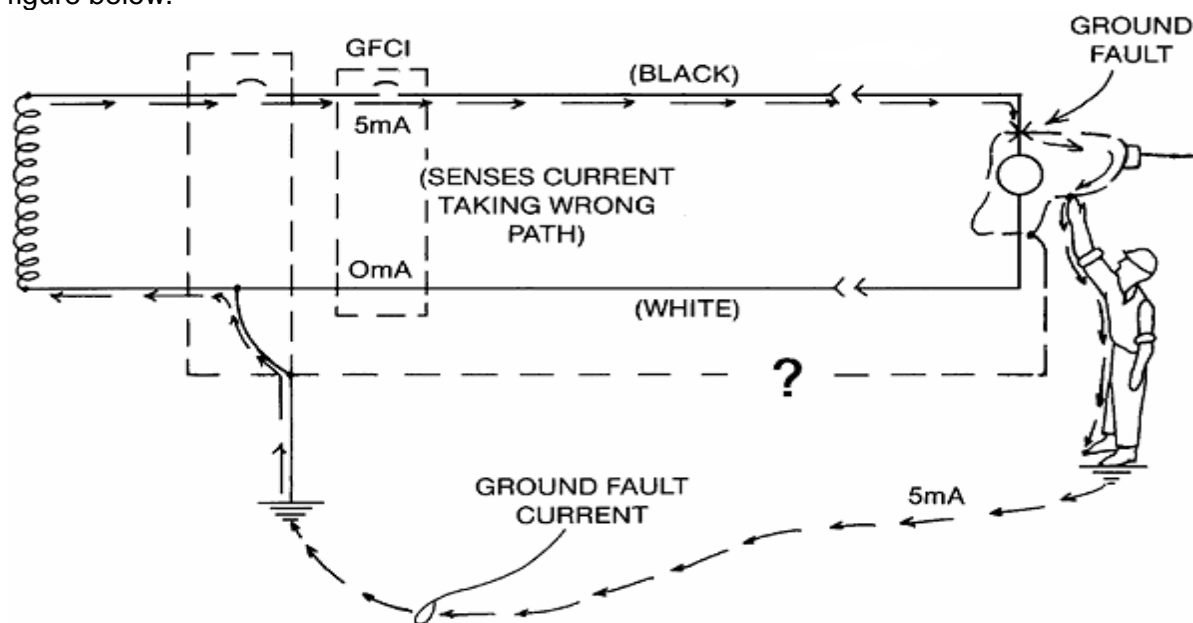 figure below.
GROUND
FAULT
GFCI
(BLACK)
5mA
(SENSES CURRENT
TAKING WRONG
PATH)
OmA
(WHITE)
?
GROUND FAULT
CURRENT
5mA